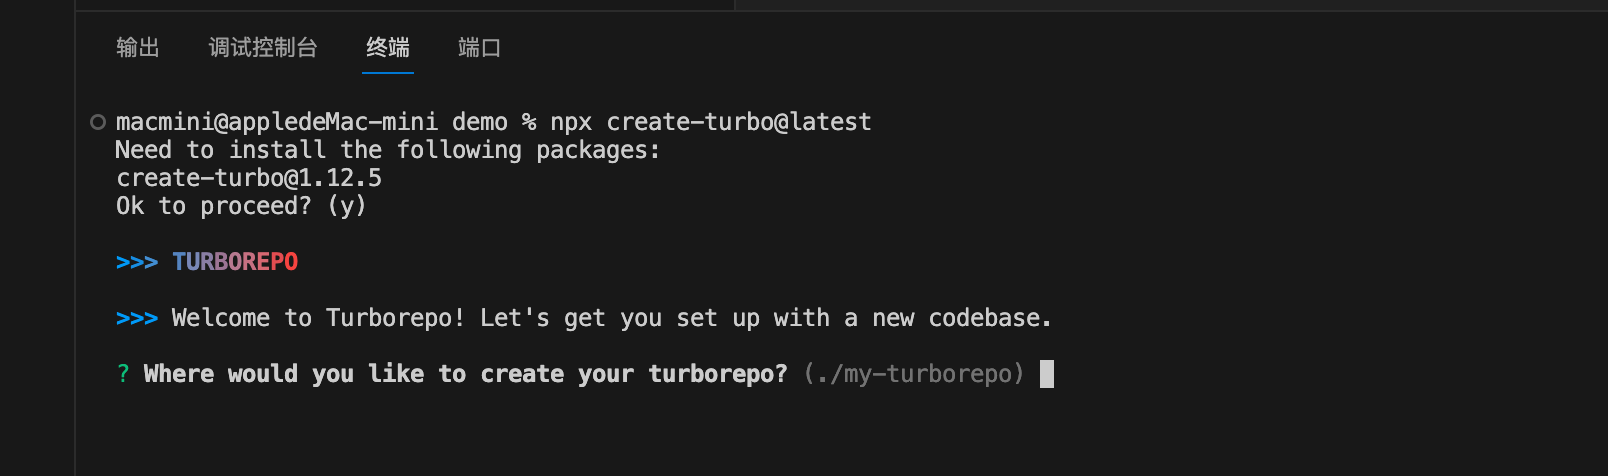 输出 调试控制台 终端 端口
macmini@appledeMac-mini demo % npx create-turbo@latest
Need to install the following packages:
create-turbo@1.12.5
Ok to proceed? (y)
>>> TURBOREPO
>>> Welcome to Turborepo! Let's get you set up with a new codebase.
? Where would you like to create your turborepo? (./my-turborepo)